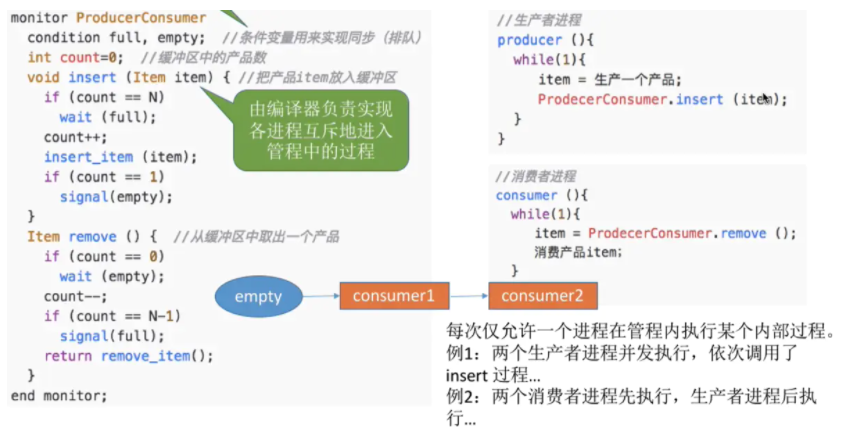 monitor ProducerConsumer
condition full, empty; //条件变量用来实现同步（排队）
int count=0; //缓冲区中的产品数
void insert (Item item) { //把产品item放入缓冲区
if (count == N)
wait (full);
count++;
insert_item (item);
if (count == 1)
signal(empty);
}
Item remove () { //从缓冲区中取出一个产品
if (count == 0)
wait (empty);
count--;
if (count == N-1)
signal(full);
return remove_item();
}
end monitor;
由编译器负责实现
各进程互斥地进入
管程中的过程
//生产者进程
producer (){
while(1){
item = 生产一个产品;
ProdecerConsumer.insert (item);
}
}
//消费者进程
consumer (){
while(1){
item = ProdecerConsumer.remove ();
消费产品item;
}
empty
consumer1
consumer2
每次仅允许一个进程在管程内执行某个内部过程。
例1：两个生产者进程并发执行，依次调用了
insert 过程...
例2：两个消费者进程先执行，生产者进程后执
行...